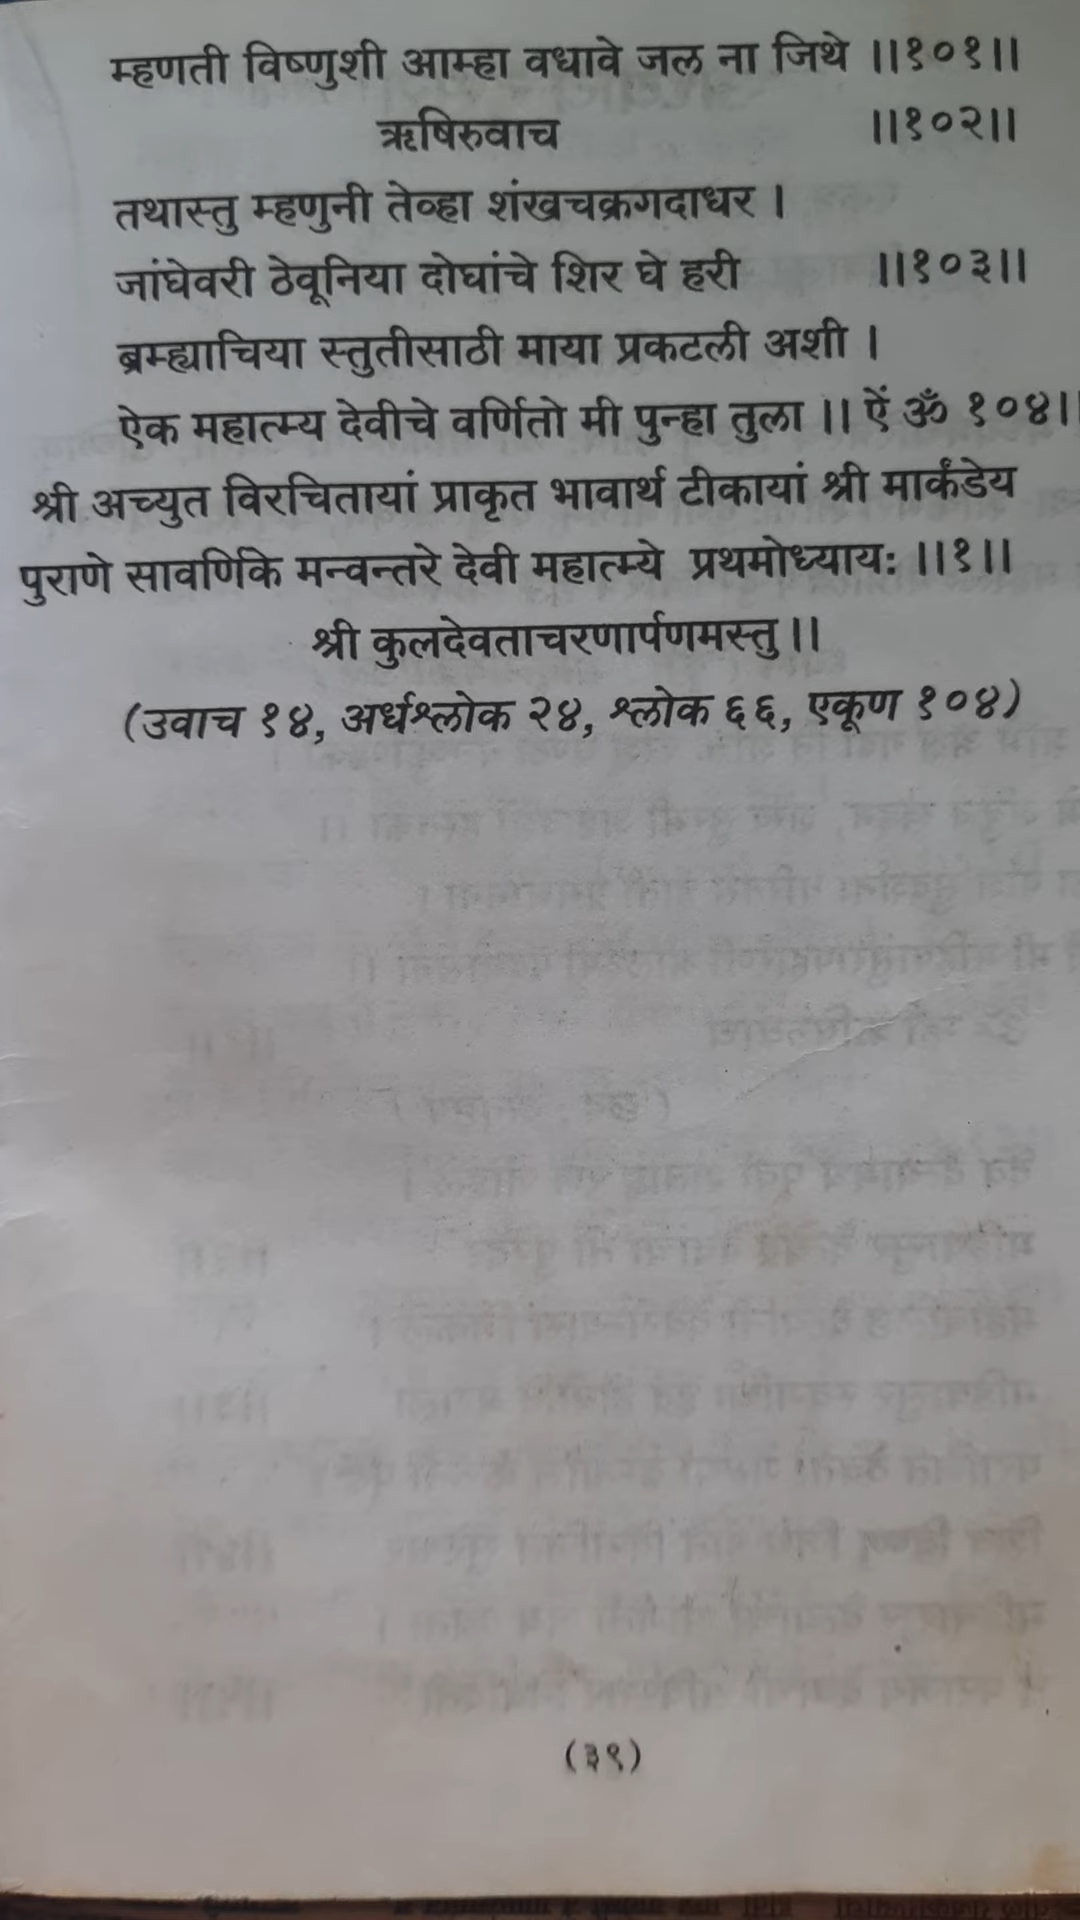 म्हणती विष्णुशी आम्हा वधावे जल ना जिथे ॥१०१॥
ऋषिरुवाच ॥१०२॥
तथास्तु म्हणुनी तेव्हा शंखचक्रगदाधर ।
जांघेवरी ठेवूनिया दोघांचे शिर घे हरी ॥१०३॥
ब्रम्ह्याचिया स्तुतीसाठी माया प्रकटली अशी ।
ऐक महात्म्य देवीचे वर्णितो मी पुन्हा तुला ॥ ऐं ॐ १०४॥
श्री अच्युत विरचितायां प्राकृत भावार्थ टीकायां श्री मार्कंडेय
पुराणे सावर्णिके मन्वन्तरे देवी महात्म्ये प्रथमोध्याय: ॥१॥
श्री कुलदेवताचरणार्पणमस्तु ॥
(उवाच १४, अर्धश्लोक २४, श्लोक ६६, एकूण १०४)
(३९)